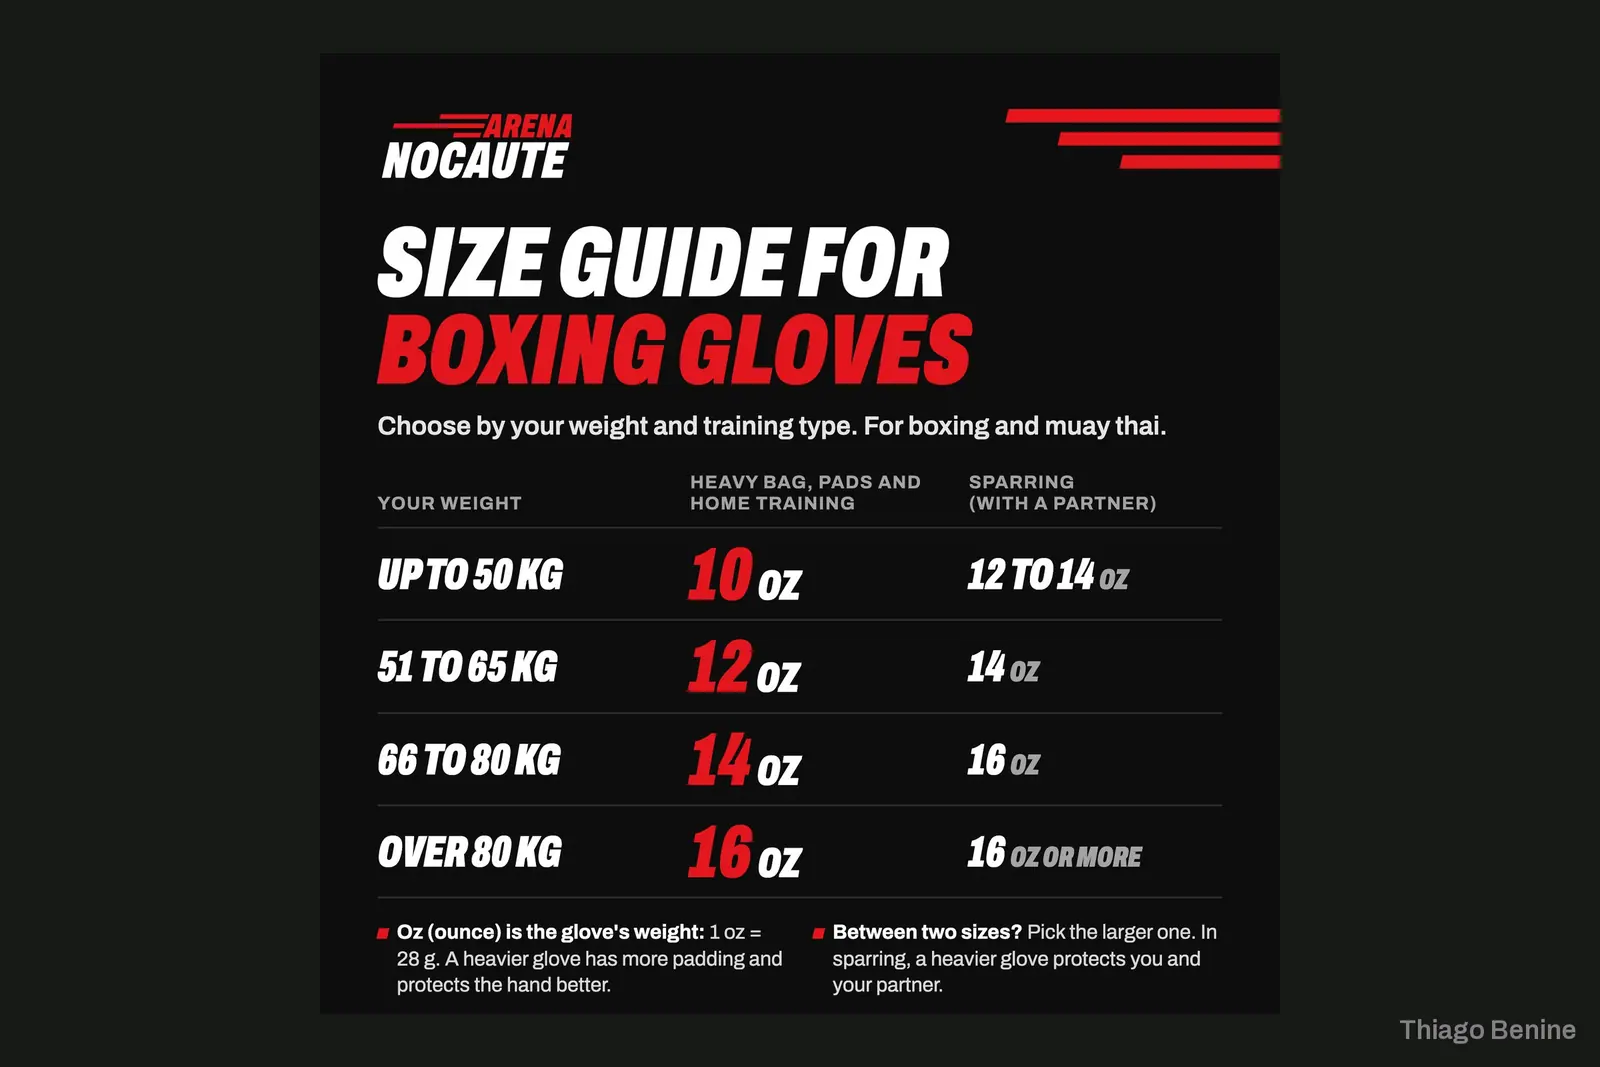 ARENA
NOCAUTE
SIZE GUIDE FOR
BOXING GLOVES
Choose by your weight and training type. For boxing and muay thai.
YOUR WEIGHT
HEAVY BAG, PADS AND
HOME TRAINING
SPARRING
(WITH A PARTNER)
UP TO 50 KG
10 OZ
12 TO 14 OZ
51 TO 65 KG
12 OZ
14 OZ
66 TO 80 KG
14 OZ
16 OZ
OVER 80 KG
16 OZ
16 OZ OR MORE
Oz (ounce) is the glove's weight: 1 oz =
28 g. A heavier glove has more padding and
protects the hand better.
Between two sizes? Pick the larger one. In
sparring, a heavier glove protects you and
your partner.
Thiago Benine